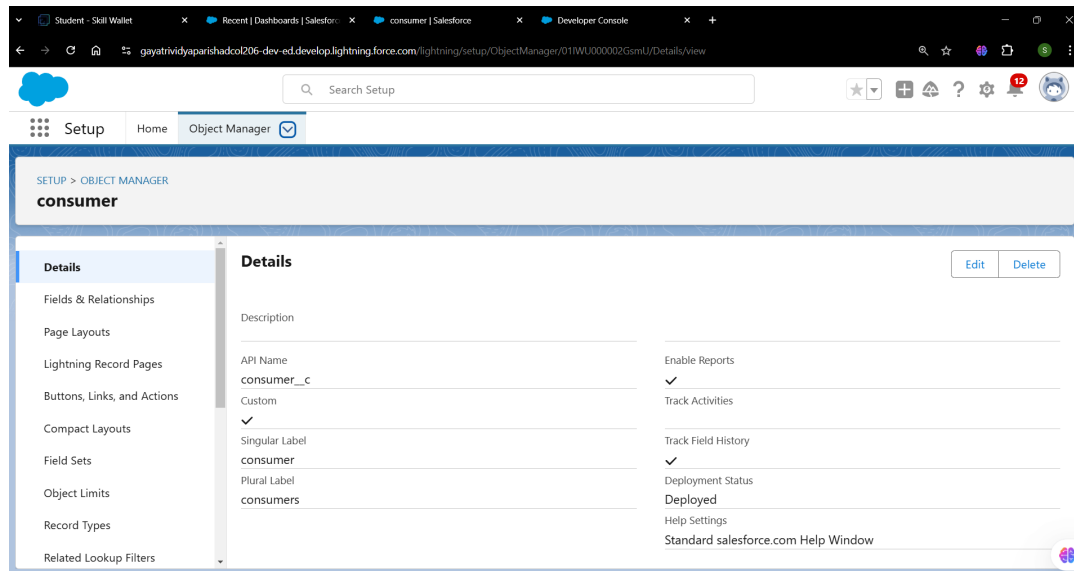 Student - Skill Wallet
Recent | Dashboards | Salesforc
consumer | Salesforce
Developer Console
gayatrividyaparishadcol206-dev-ed.develop.lightning.force.com/lightning/setup/ObjectManager/01IWU000002GsmU/Details/view
S
Search Setup
12
Setup
Home
Object Manager
SETUP > OBJECT MANAGER
consumer
Details
Fields & Relationships
Page Layouts
Lightning Record Pages
Buttons, Links, and Actions
Compact Layouts
Field Sets
Object Limits
Record Types
Related Lookup Filters
Details
Edit
Delete
Description
API Name
consumer__c
Custom
Singular Label
consumer
Plural Label
consumers
Enable Reports
Track Activities
Track Field History
Deployment Status
Deployed
Help Settings
Standard salesforce.com Help Window